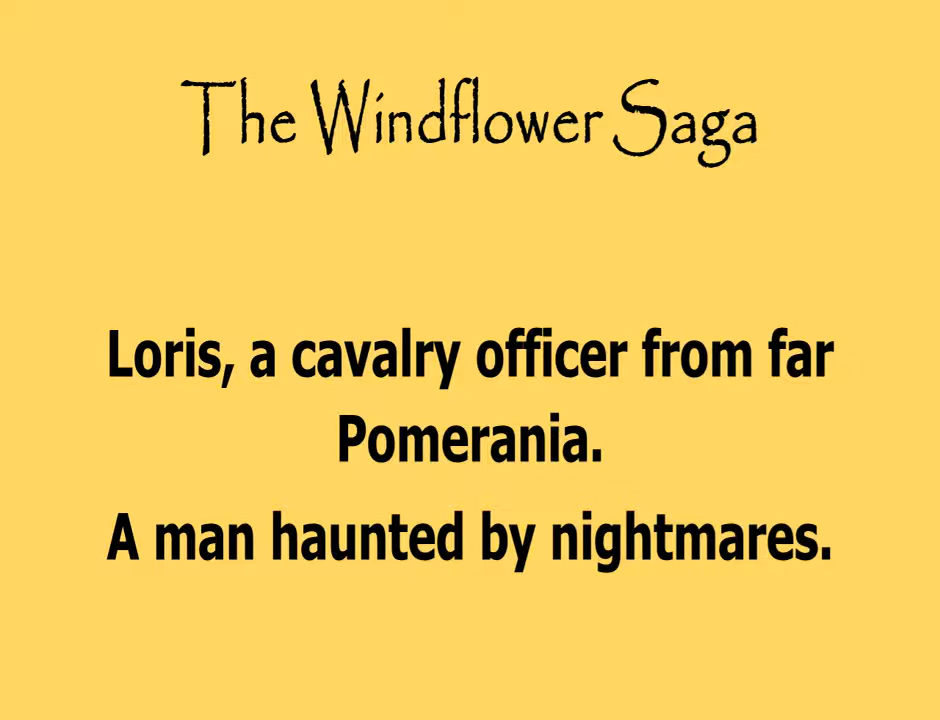 The Windflower Saga
Loris, a cavalry officer from far
Pomerania.
A man haunted by nightmares.